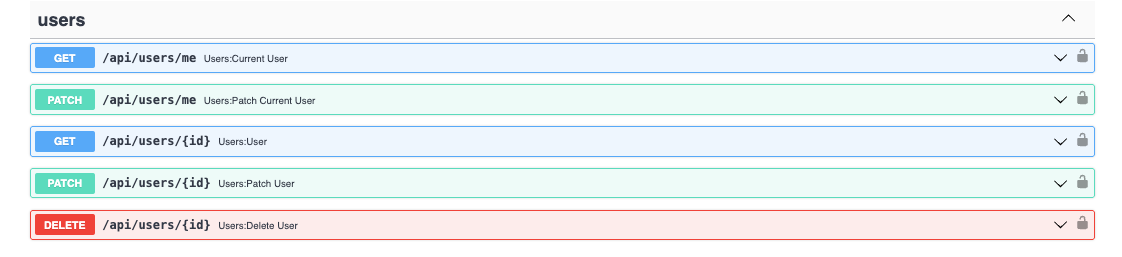 users
GET /api/users/me Users:Current User
PATCH /api/users/me Users:Patch Current User
GET /api/users/{id} Users:User
PATCH /api/users/{id} Users:Patch User
DELETE /api/users/{id} Users:Delete User